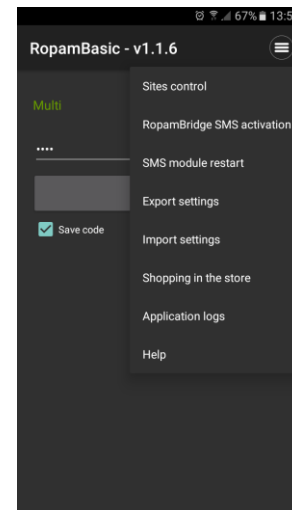 67% 13:5
RopamBasic - v1.1.6
Sites control
Multi
RopamBridge SMS activation
....
SMS module restart
Export settings
Save code
Import settings
Shopping in the store
Application logs
Help